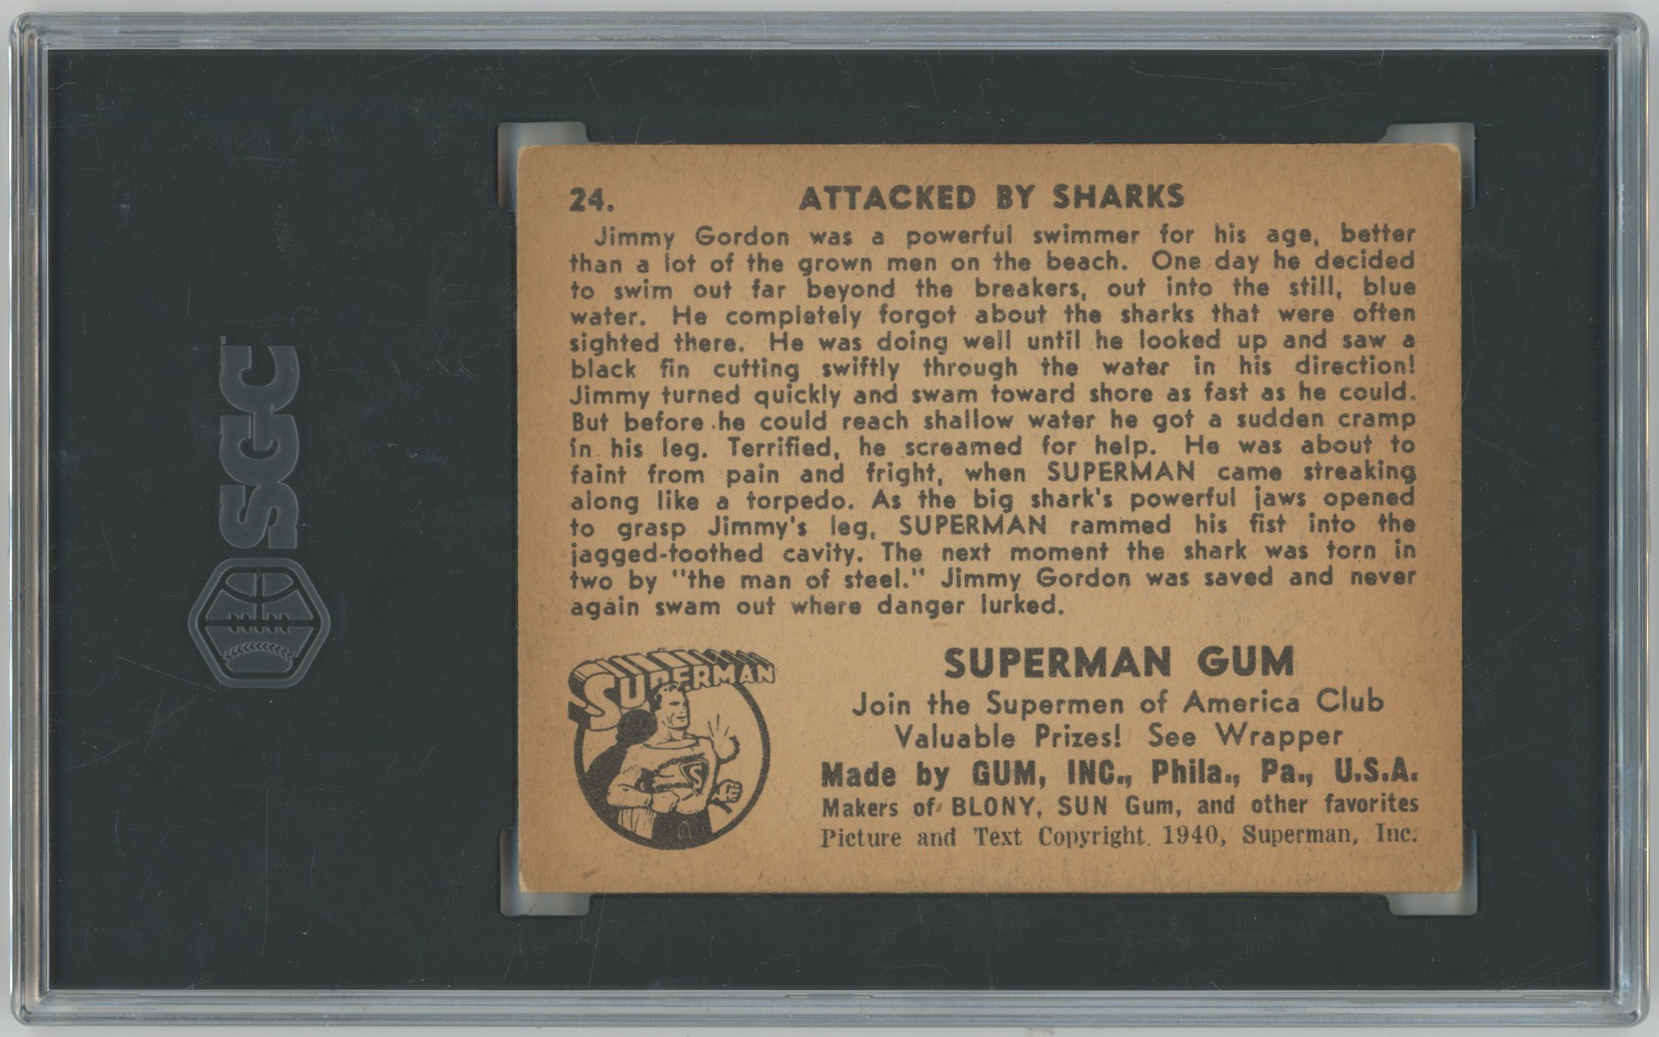 SGC
24. ATTACKED BY SHARKS
Jimmy Gordon was a powerful swimmer for his age, better
than a lot of the grown men on the beach. One day he decided
to swim out far beyond the breakers, out into the still, blue
water. He completely forgot about the sharks that were often
sighted there. He was doing well until he looked up and saw a
black fin cutting swiftly through the water in his direction!
Jimmy turned quickly and swam toward shore as fast as he could.
But before he could reach shallow water he got a sudden cramp
in his leg. Terrified, he screamed for help. He was about to
faint from pain and fright, when SUPERMAN came streaking
along like a torpedo. As the big shark's powerful jaws opened
to grasp Jimmy's leg, SUPERMAN rammed his fist into the
jagged-toothed cavity. The next moment the shark was torn in
two by "the man of steel." Jimmy Gordon was saved and never
again swam out where danger lurked.
SUPERMAN
S
SUPERMAN GUM
Join the Supermen of America Club
Valuable Prizes! See Wrapper
Made by GUM, INC., Phila., Pa., U.S.A.
Makers of BLONY, SUN Gum, and other favorites
Picture and Text Copyright 1940, Superman, Inc.